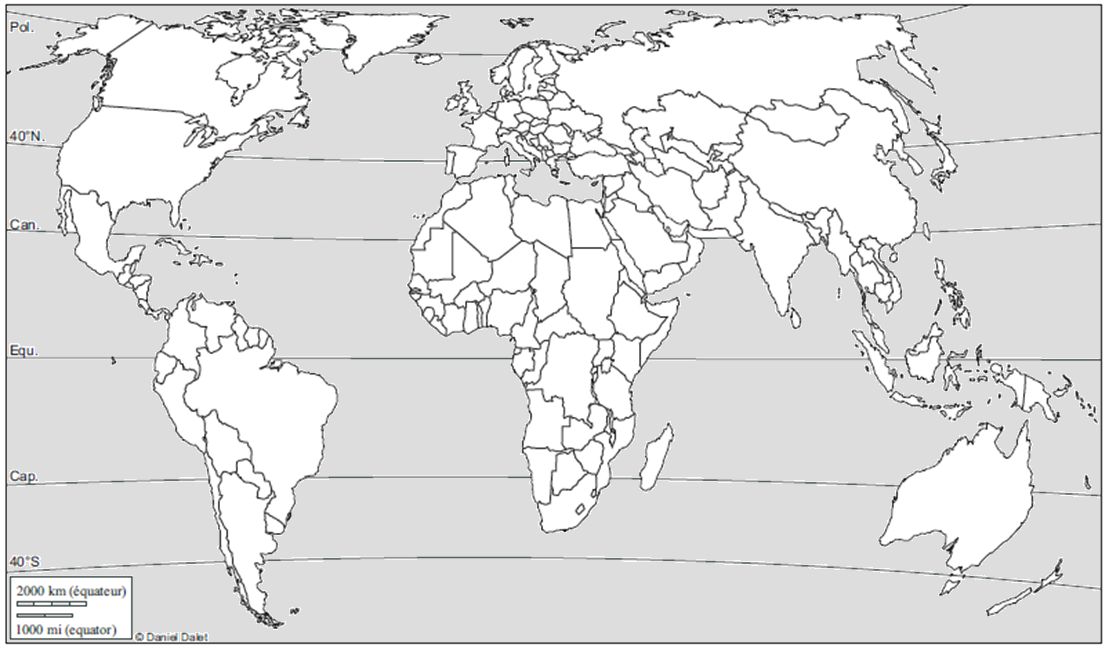 Pol.
40°N.
Can.
Equ.
Cap.
40°S
2000 km (équateur)
1000 mi (equator)
© Daniel Dalet